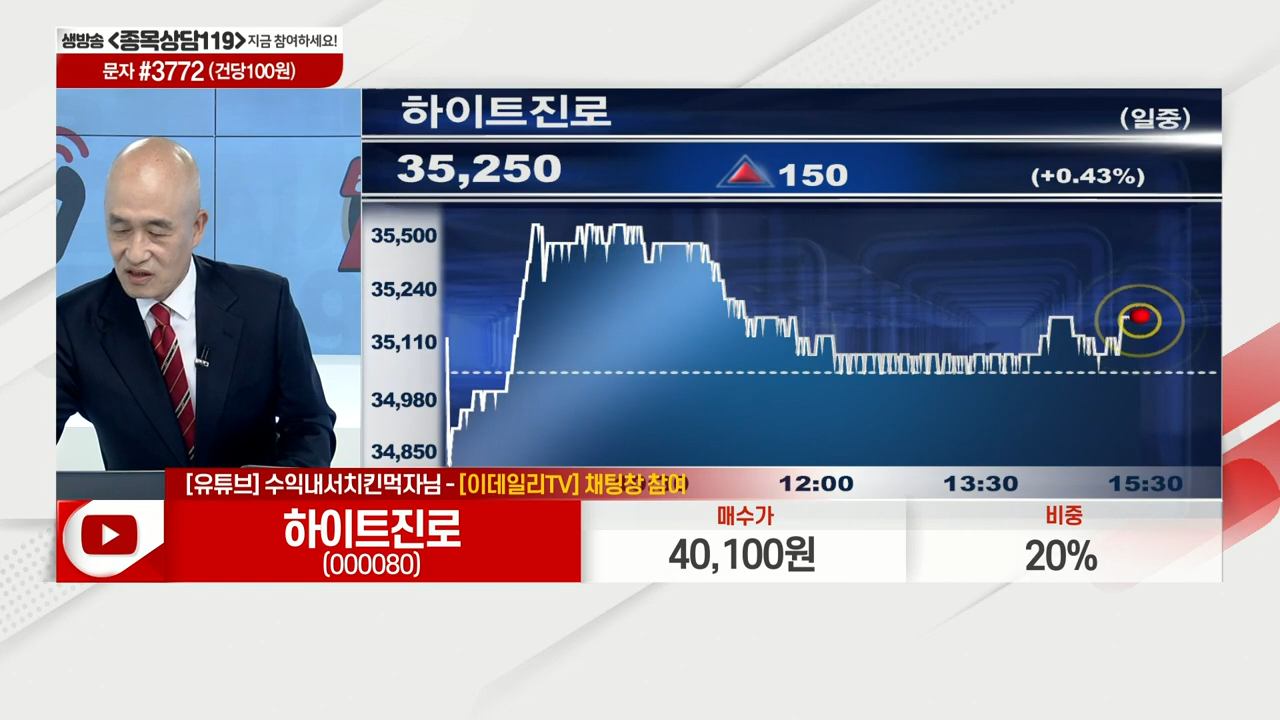 생방송 <종목상담119> 지금 참여하세요!
문자 #3772 (건당100원)
하이트진로
(일중)
35,250
150
(+0.43%)
35,500
35,240
35,110
34,980
34,850
12:00
13:30
15:30
[유튜브] 수익내서치킨먹자님 - [이데일리TV] 채팅창 참여
하이트진로
(000080)
매수가
40,100원
비중
20%